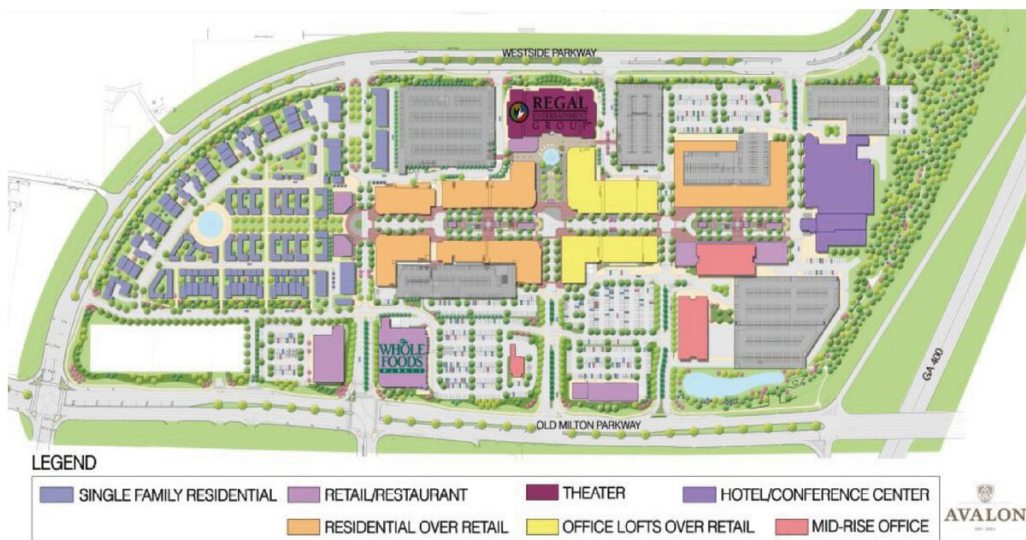 WESTSIDE PARKWAY
REGAL
ENTERTAINMENT
GROUP
WHOLE
FOODS
MARKET
GA 400
OLD MILTON PARKWAY
LEGEND
SINGLE FAMILY RESIDENTIAL
RETAIL/RESTAURANT
THEATER
HOTEL/CONFERENCE CENTER
RESIDENTIAL OVER RETAIL
OFFICE LOFTS OVER RETAIL
MID-RISE OFFICE
AVALON